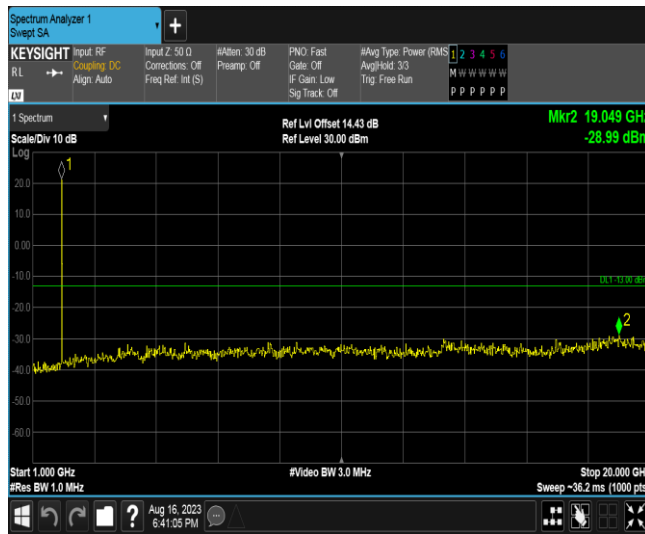 Spectrum Analyzer 1
Swept SA
+
KEYSIGHT
RL
LXI
Input: RF
Coupling: DC
Align: Auto
Input Z: 50 Ω
Corrections: Off
Freq Ref: Int (S)
#Atten: 30 dB
Preamp: Off
PNO: Fast
Gate: Off
IF Gain: Low
Sig Track: Off
#Avg Type: Power (RMS
Avg|Hold: 3/3
Trig: Free Run
1 2 3 4 5 6
M W W W W W
P P P P P P
1 Spectrum
Scale/Div 10 dB
Log
Ref Lvl Offset 14.43 dB
Ref Level 30.00 dBm
Mkr2 19.049 GH
-28.99 dBm
1
20.0
10.0
0.00
-10.0
DL1 -13.00 dB
-20.0
2
-30.0
-40.0
-50.0
-60.0
Start 1.000 GHz
#Res BW 1.0 MHz
#Video BW 3.0 MHz
Stop 20.000 GH
Sweep ~36.2 ms (1000 pts
?
Aug 16, 2023
6:41:05 PM